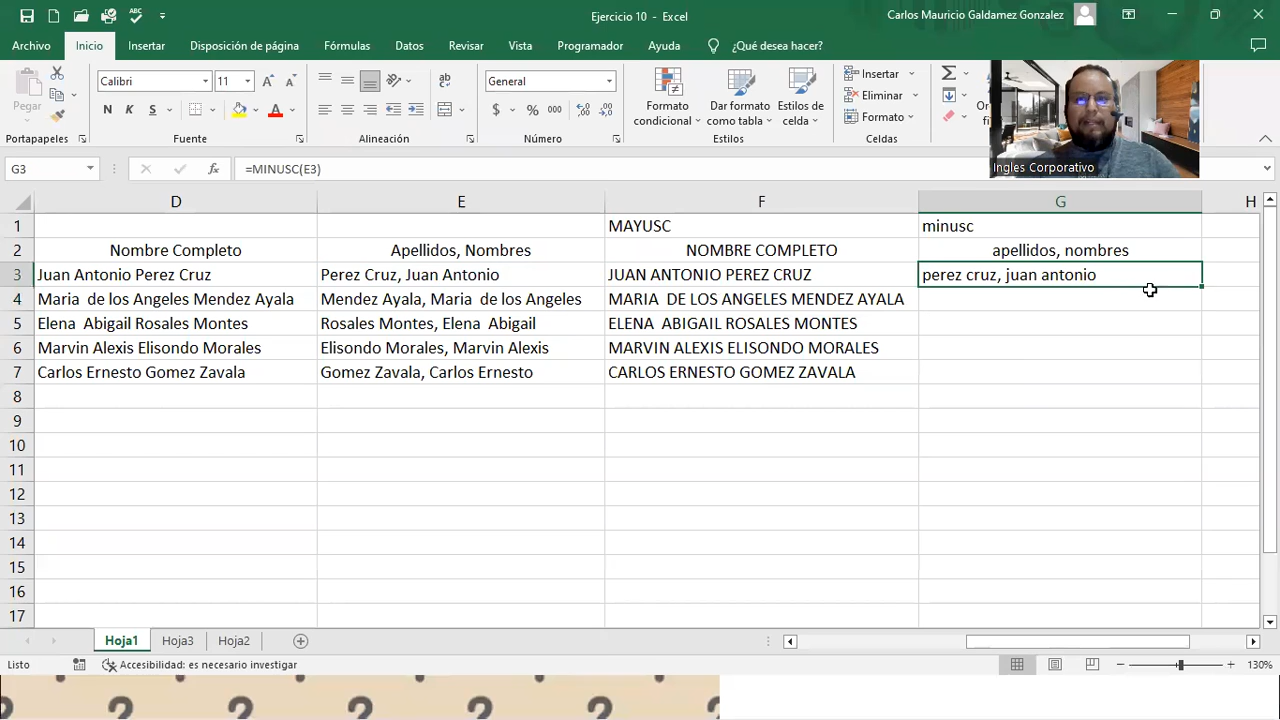 Ejercicio 10 - Excel
Carlos Mauricio Galdamez Gonzalez
Archivo Inicio Insertar Disposición de página Fórmulas Datos Revisar Vista Programador Ayuda ¿Qué desea hacer?
Pegar
Calibri 11
N K S
General
$ % 000
Formato condicional
Dar formato como tabla
Estilos de celda
Insertar
Eliminar
Formato
Portapapeles Fuente Alineación Número Estilos Celdas
Ingles Corporativo
G3 fx =MINUSC(E3)
D E F G H
1 MAYUSC minusc
2 Nombre Completo Apellidos, Nombres NOMBRE COMPLETO apellidos, nombres
3 Juan Antonio Perez Cruz Perez Cruz, Juan Antonio JUAN ANTONIO PEREZ CRUZ perez cruz, juan antonio
4 Maria  de los Angeles Mendez Ayala Mendez Ayala, Maria  de los Angeles MARIA  DE LOS ANGELES MENDEZ AYALA
5 Elena  Abigail Rosales Montes Rosales Montes, Elena  Abigail ELENA  ABIGAIL ROSALES MONTES
6 Marvin Alexis Elisondo Morales Elisondo Morales, Marvin Alexis MARVIN ALEXIS ELISONDO MORALES
7 Carlos Ernesto Gomez Zavala Gomez Zavala, Carlos Ernesto CARLOS ERNESTO GOMEZ ZAVALA
8
9
10
11
12
13
14
15
16
17
Hoja1 Hoja3 Hoja2
Listo Accesibilidad: es necesario investigar 130%
? ? ? ? ?